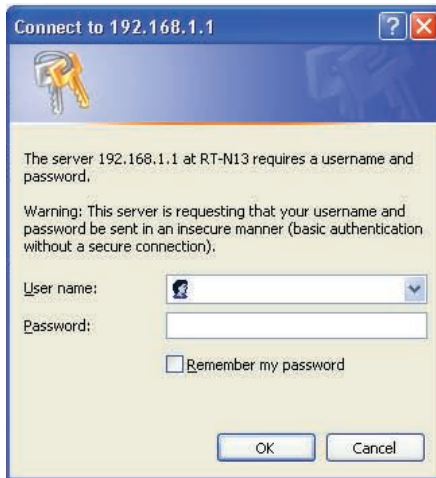 Connect to 192.168.1.1
The server 192.168.1.1 at RT-N13 requires a username and
password.
Warning: This server is requesting that your username and
password be sent in an insecure manner (basic authentication
without a secure connection).
User name:
Password:
Remember my password
OK
Cancel